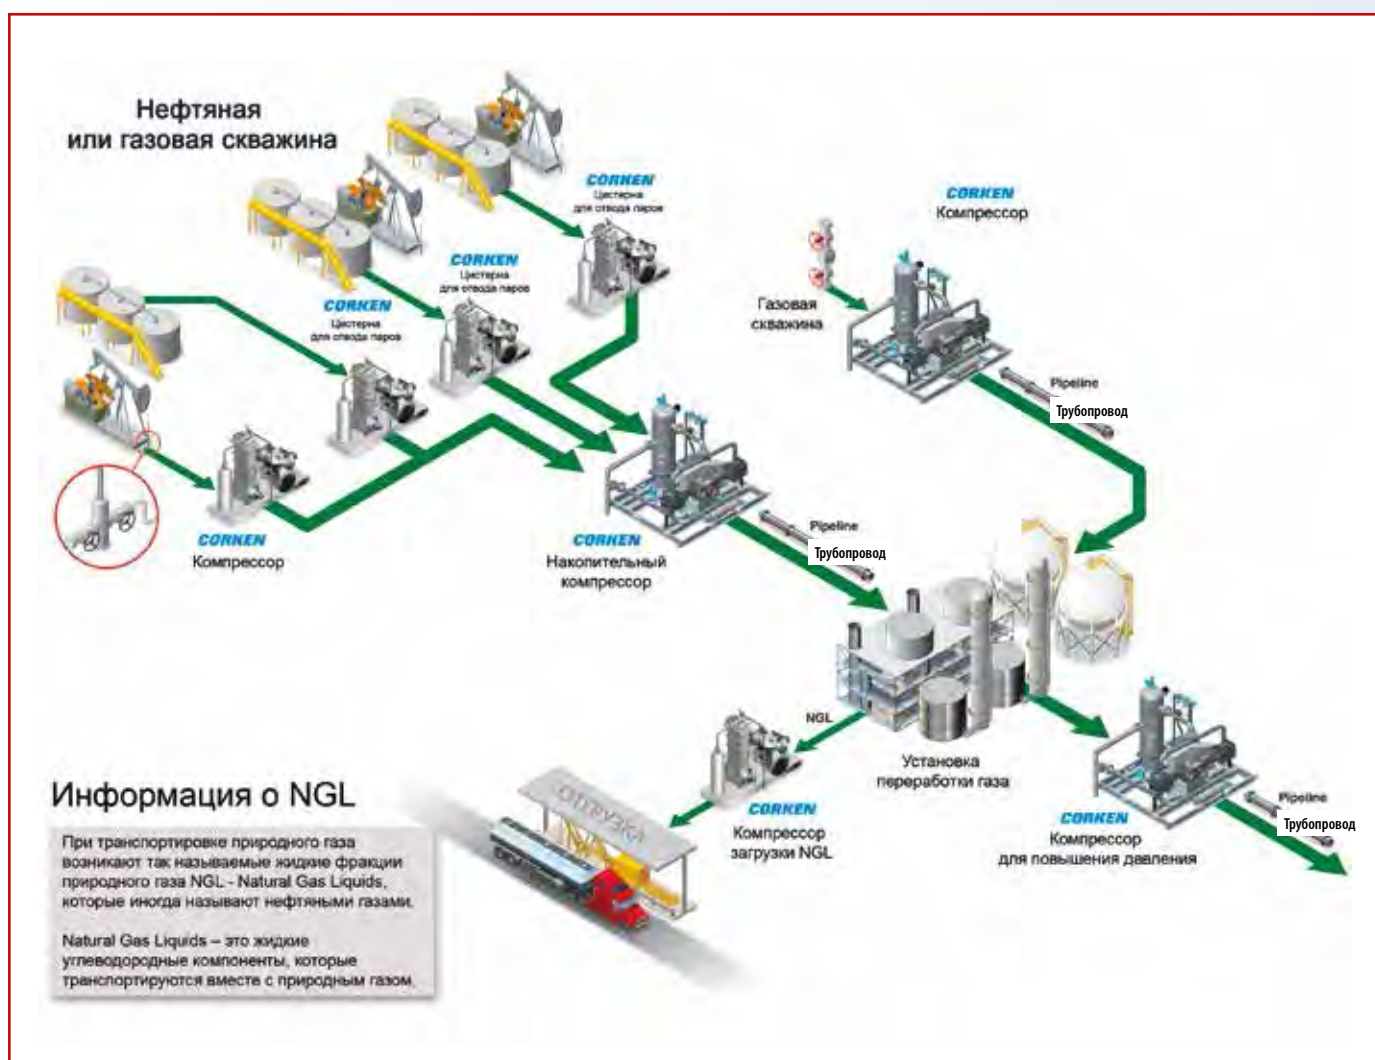 Нефтяная
или газовая скважина
CORKEN
Цистерна
для отвода паров
CORKEN
Цистерна
для отвода паров
CORKEN
Цистерна
для отвода паров
CORKEN
Компрессор
Газовая
скважина
Pipeline
Трубопровод
CORKEN
Компрессор
CORKEN
Накопительный
компрессор
Pipeline
Трубопровод
NGL
Установка
переработки газа
CORKEN
Компрессор
загрузки NGL
Отгрузка
CORKEN
Компрессор
для повышения давления
Pipeline
Трубопровод
Информация о NGL
При транспортировке природного газа
возникают так называемые жидкие фракции
природного газа NGL - Natural Gas Liquids,
которые иногда называют нефтяными газами.
Natural Gas Liquids – это жидкие
углеводородные компоненты, которые
транспортируются вместе с природным газом.